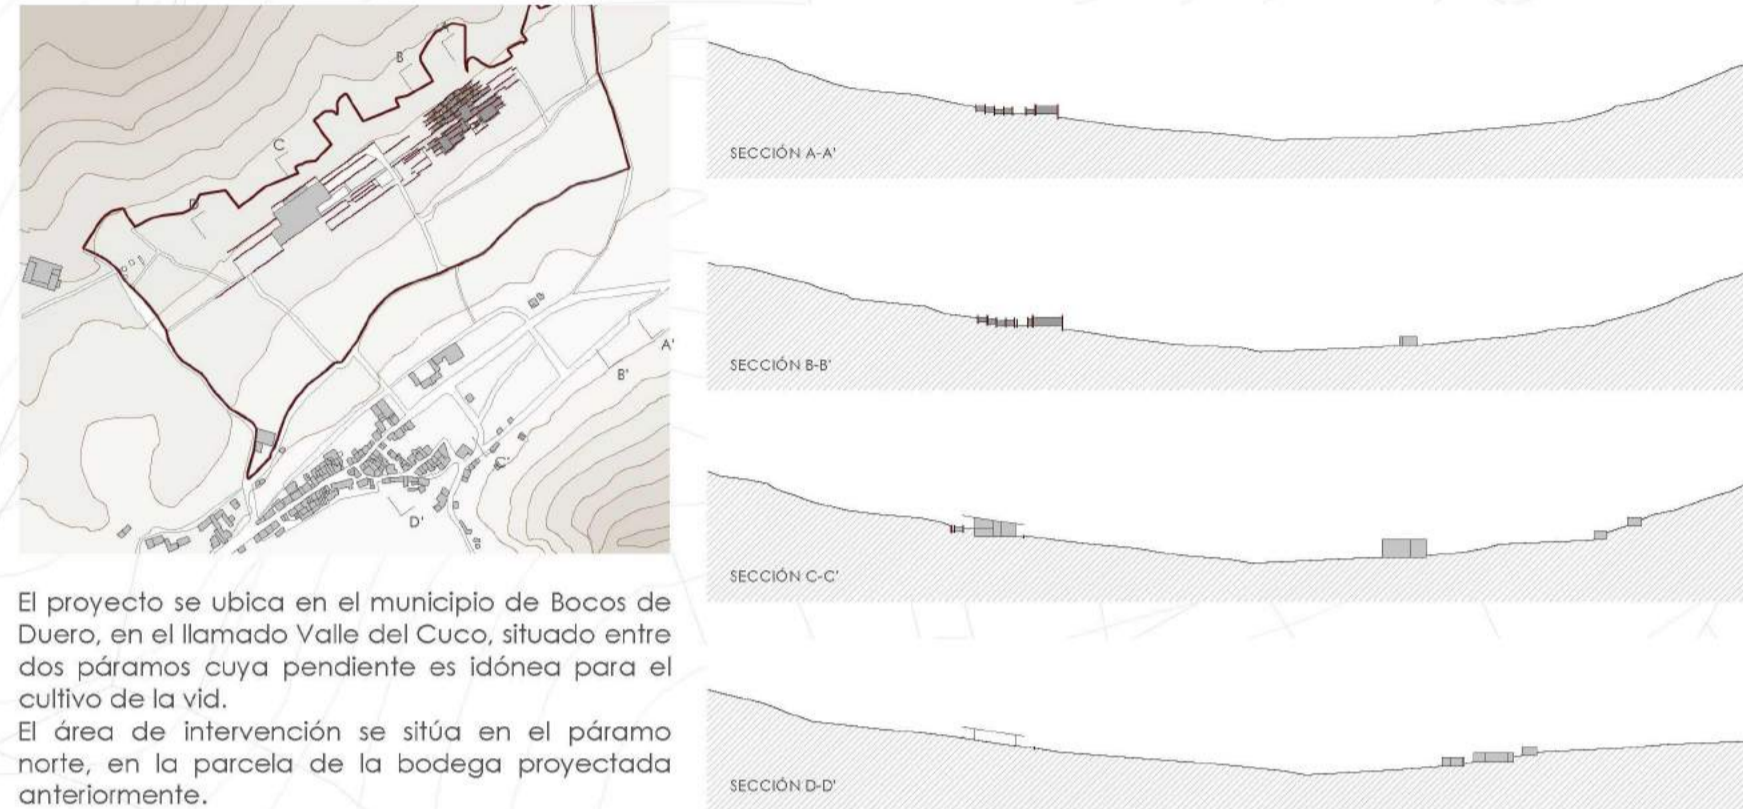 A
B
C
D
A'
B'
C'
D'
El proyecto se ubica en el municipio de Bocos de
Duero, en el llamado Valle del Cuco, situado entre
dos páramos cuya pendiente es idónea para el
cultivo de la vid.
El área de intervención se sitúa en el páramo
norte, en la parcela de la bodega proyectada
anteriormente.
SECCIÓN A-A'
SECCIÓN B-B'
SECCIÓN C-C'
SECCIÓN D-D'